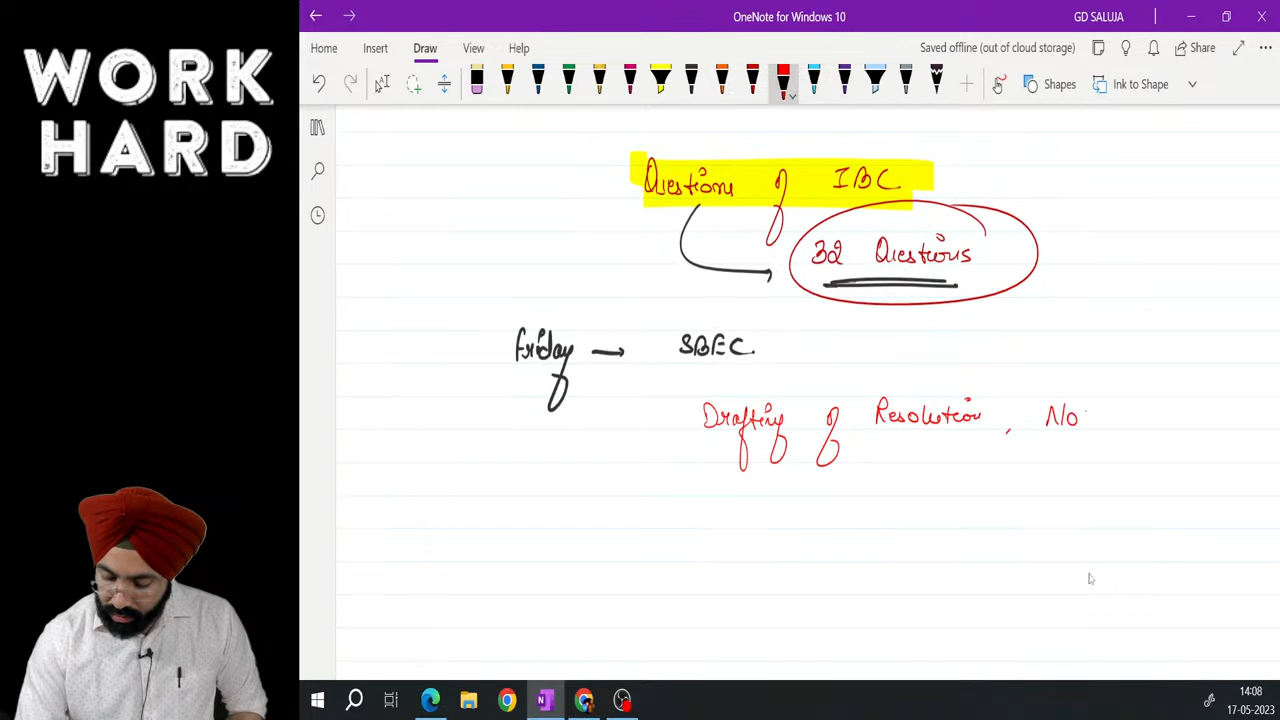 WORK
HARD
OneNote for Windows 10
GD SALUJA
Home Insert Draw View Help
Saved offline (out of cloud storage)
Share
Shapes
Ink to Shape
Questions of IBC
32 Questions
Friday → SBEC.
Drafting of Resolution, No
14:08
17-05-2023